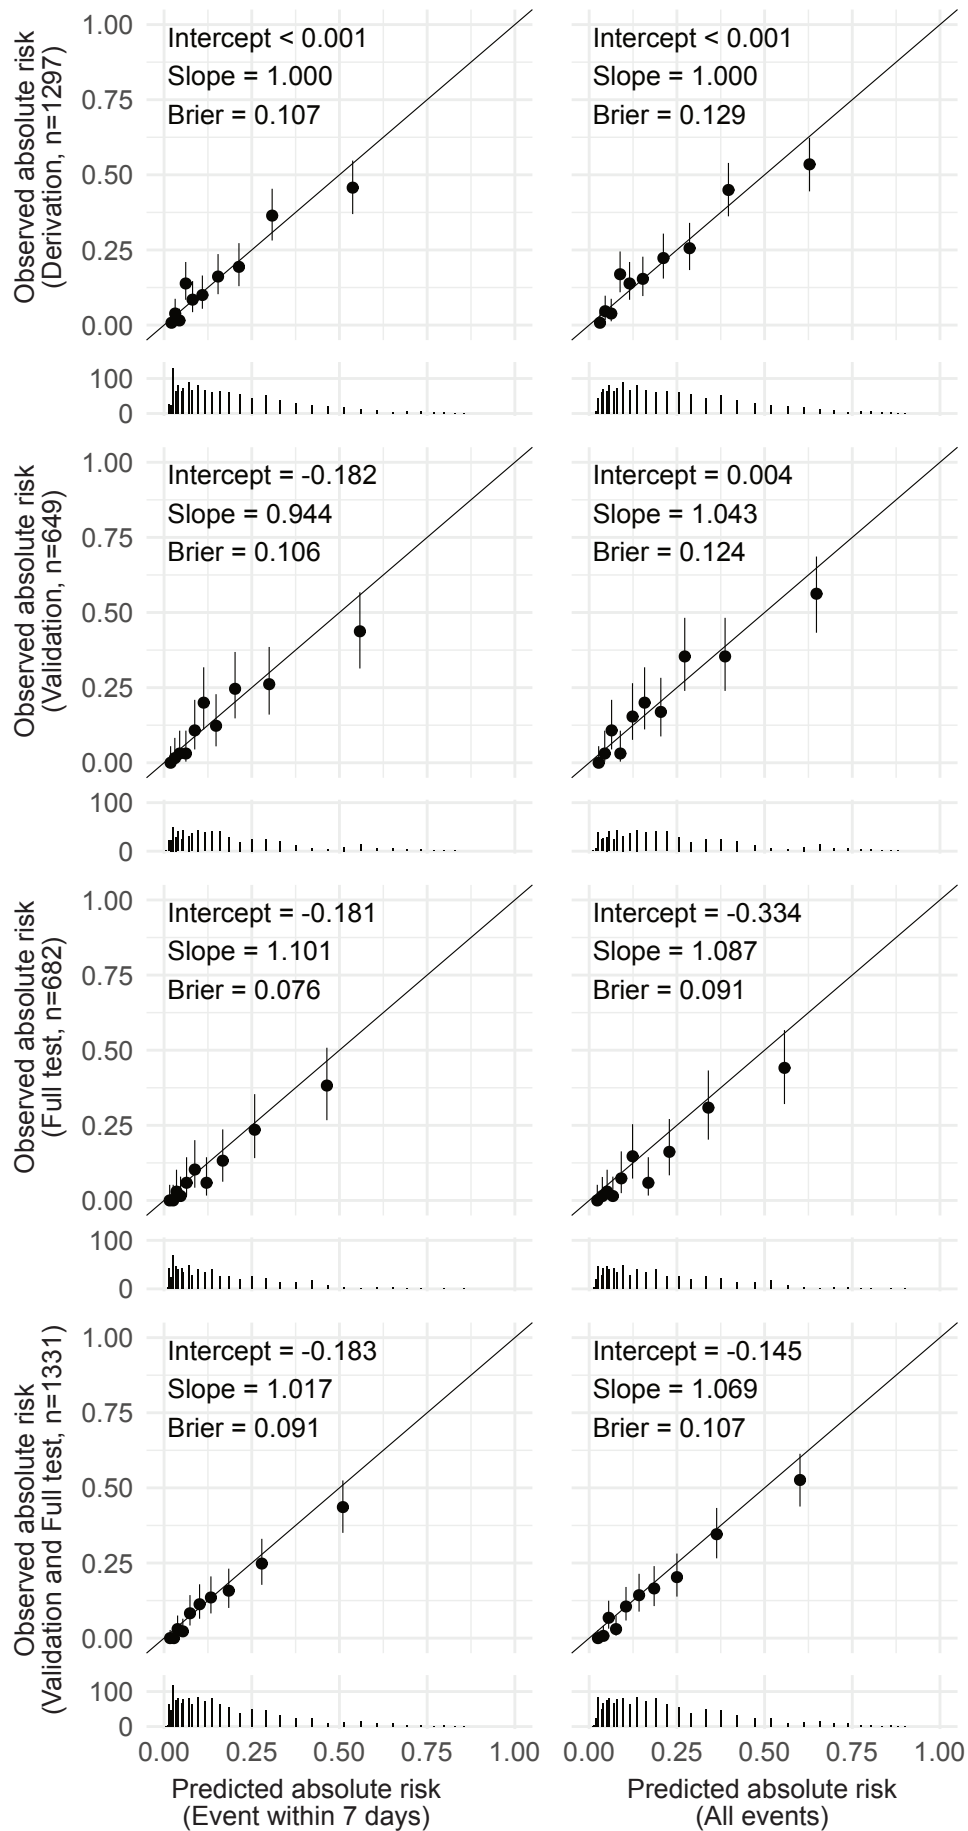 Observed absolute risk
(Derivation, n=1297)
1.00
0.75
0.50
0.25
0.00
Intercept < 0.001
Slope = 1.000
Brier = 0.107
Intercept < 0.001
Slope = 1.000
Brier = 0.129
100
0
Observed absolute risk
(Validation, n=649)
1.00
0.75
0.50
0.25
0.00
Intercept = -0.182
Slope = 0.944
Brier = 0.106
Intercept = 0.004
Slope = 1.043
Brier = 0.124
100
0
Observed absolute risk
(Full test, n=682)
1.00
0.75
0.50
0.25
0.00
Intercept = -0.181
Slope = 1.101
Brier = 0.076
Intercept = -0.334
Slope = 1.087
Brier = 0.091
100
0
Observed absolute risk
(Validation and Full test, n=1331)
1.00
0.75
0.50
0.25
0.00
Intercept = -0.183
Slope = 1.017
Brier = 0.091
Intercept = -0.145
Slope = 1.069
Brier = 0.107
100
0
0.00 0.25 0.50 0.75 1.00
0.00 0.25 0.50 0.75 1.00
Predicted absolute risk
(Event within 7 days)
Predicted absolute risk
(All events)